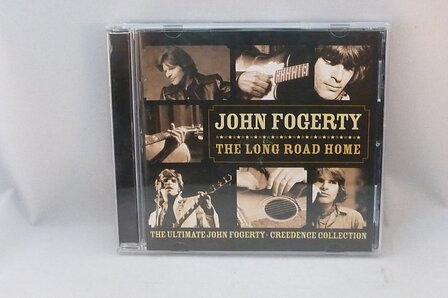 JOHN FOGERTY
THE LONG ROAD HOME
THE ULTIMATE JOHN FOGERTY · CREEDENCE COLLECTION